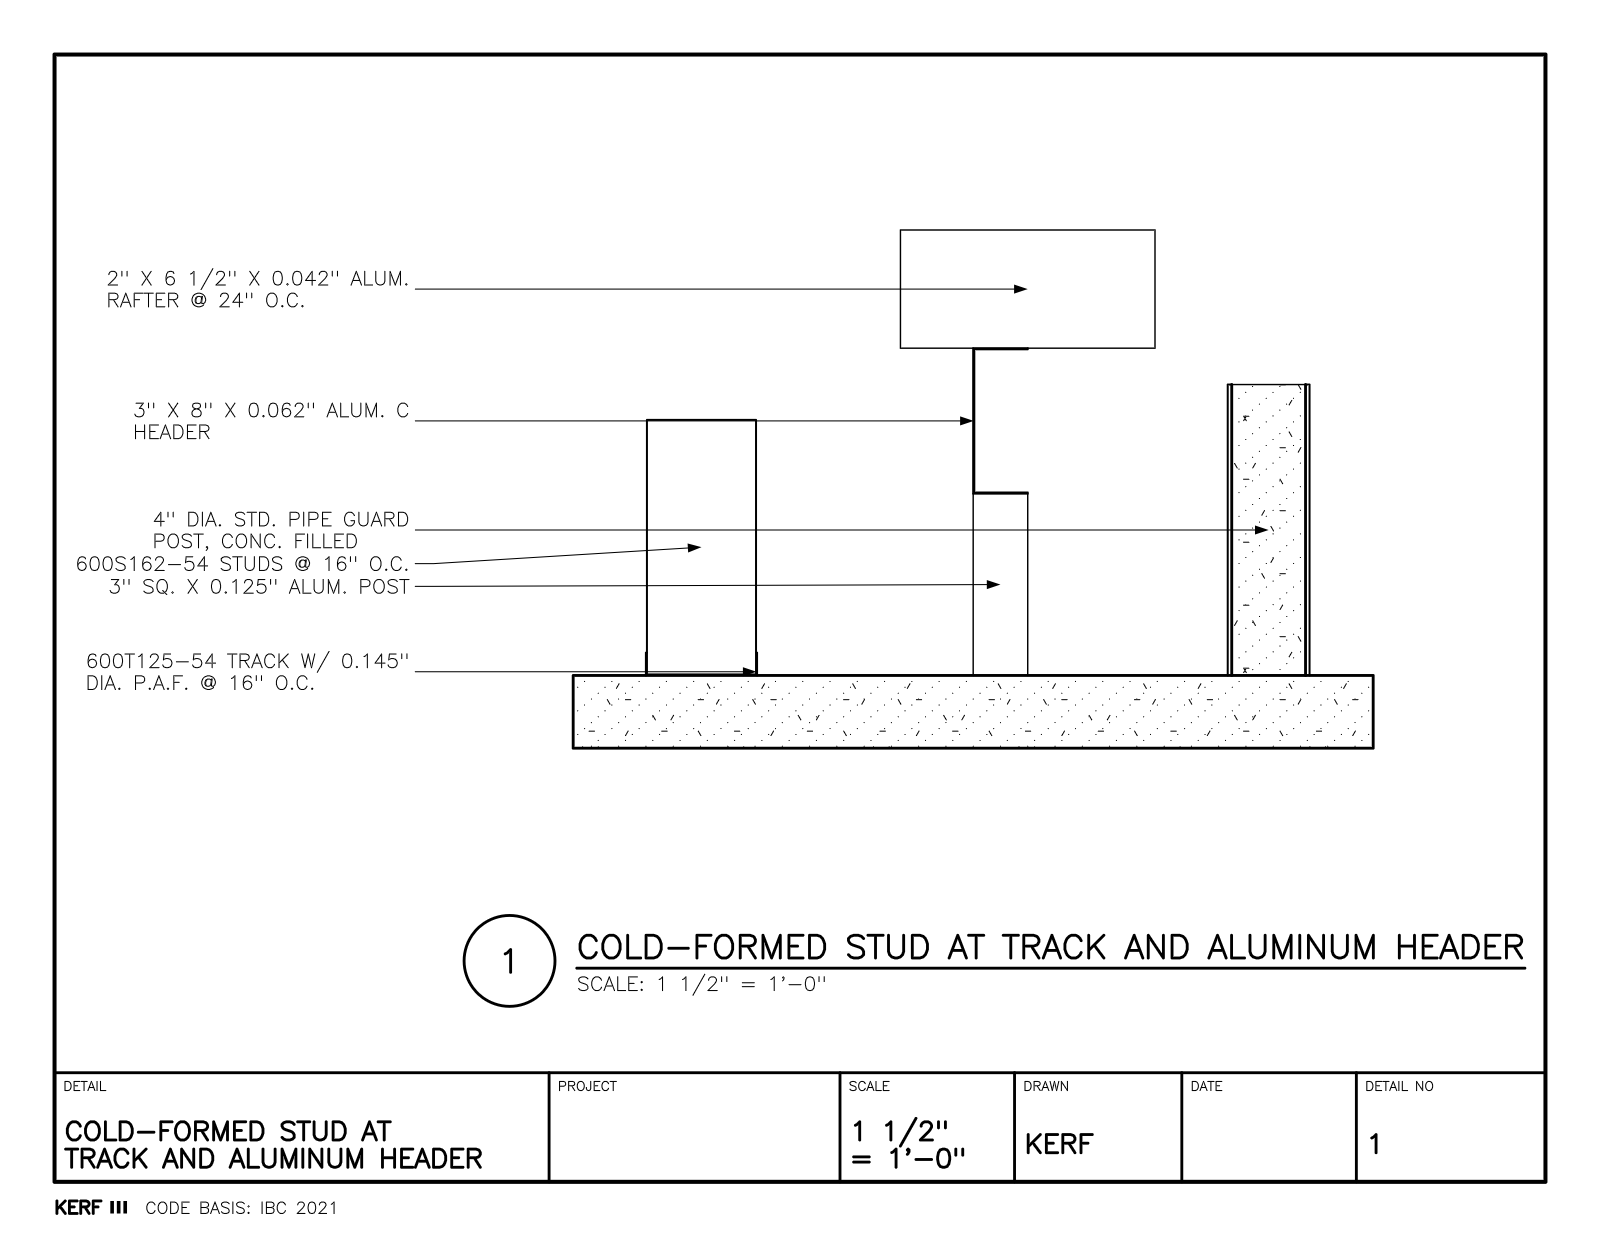 2" X 6 1/2" X 0.042" ALUM.
RAFTER @ 24" O.C.
3" X 8" X 0.062" ALUM. C
HEADER
4" DIA. STD. PIPE GUARD
POST, CONC. FILLED
600S162-54 STUDS @ 16" O.C.
3" SQ. X 0.125" ALUM. POST
600T125-54 TRACK W/ 0.145"
DIA. P.A.F. @ 16" O.C.
1
COLD-FORMED STUD AT TRACK AND ALUMINUM HEADER
SCALE: 1 1/2" = 1'-0"
DETAIL
COLD-FORMED STUD AT
TRACK AND ALUMINUM HEADER
PROJECT
SCALE
1 1/2"
= 1'-0"
DRAWN
KERF
DATE
DETAIL NO
1
KERF III CODE BASIS: IBC 2021